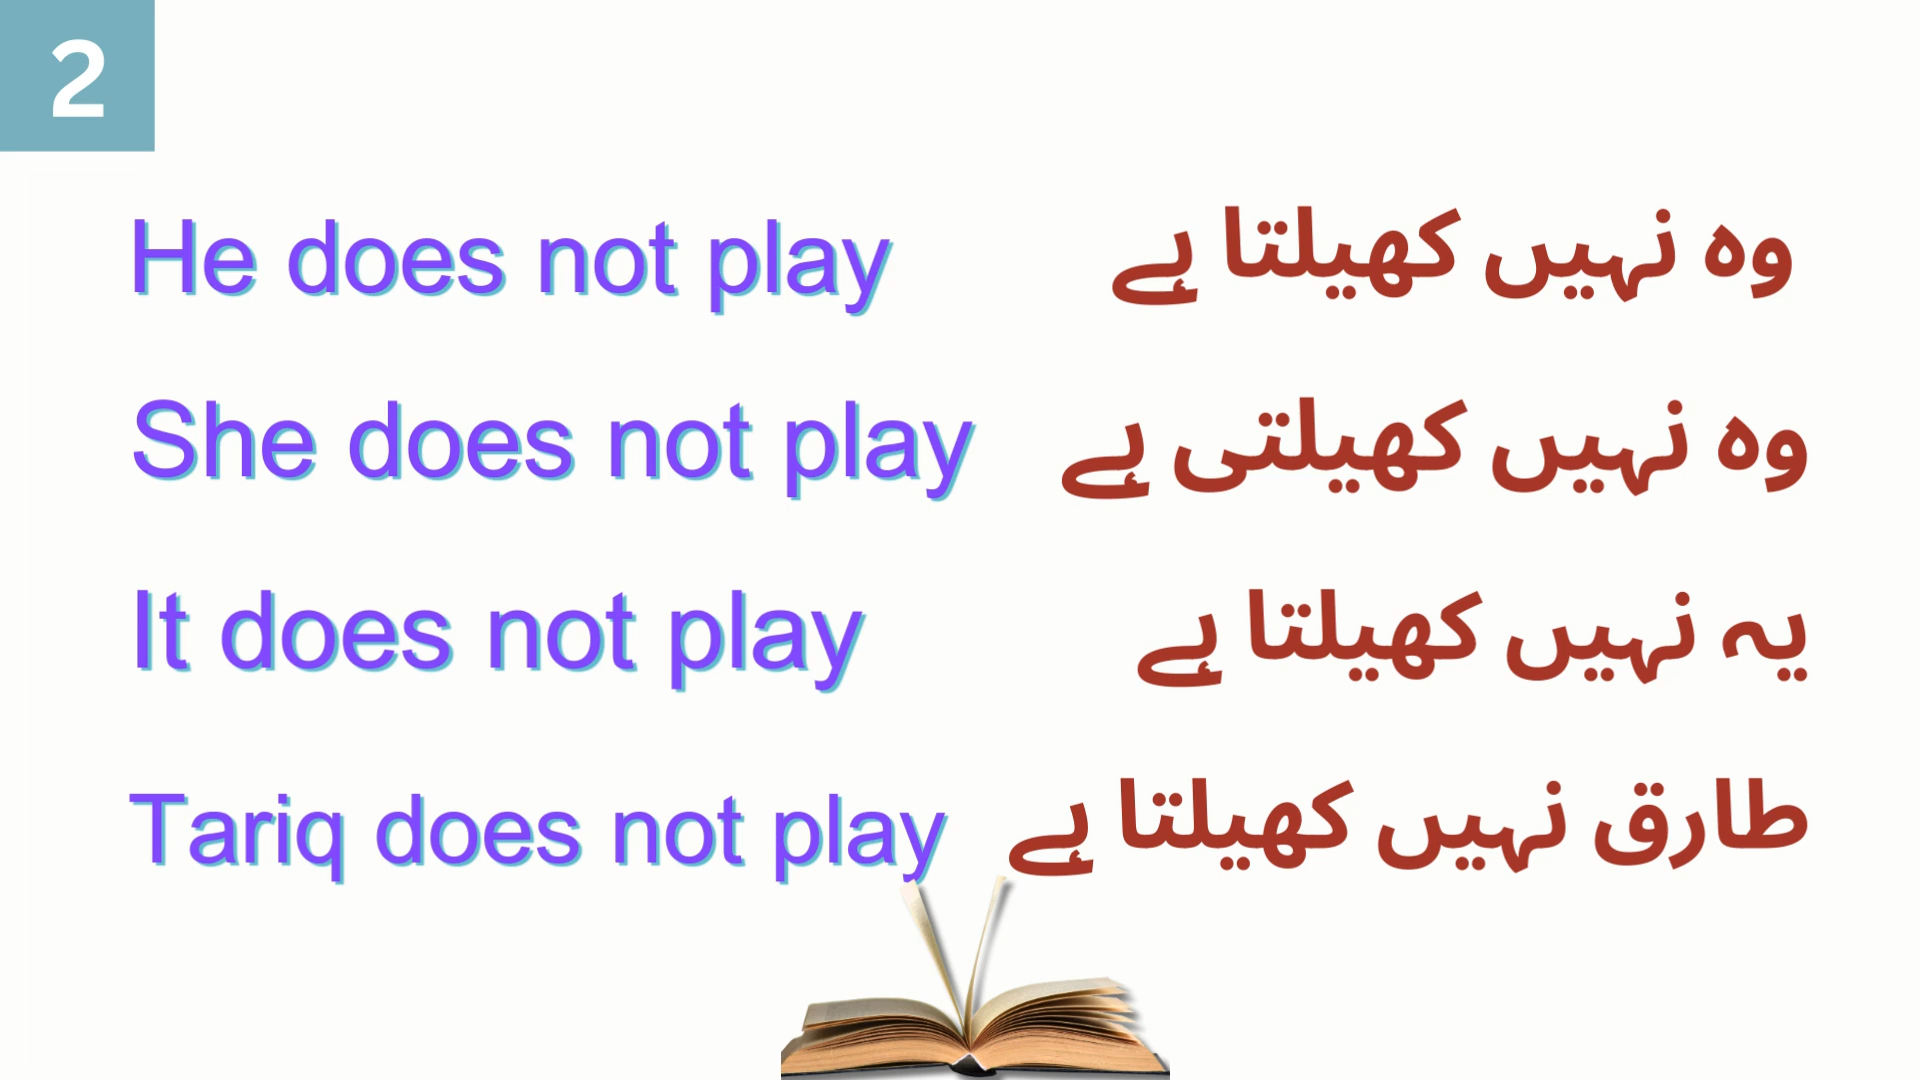 2
He does not play وہ نہیں کھیلتا ہے
She does not play وہ نہیں کھیلتی ہے
It does not play یہ نہیں کھیلتا ہے
Tariq does not play طارق نہیں کھیلتا ہے